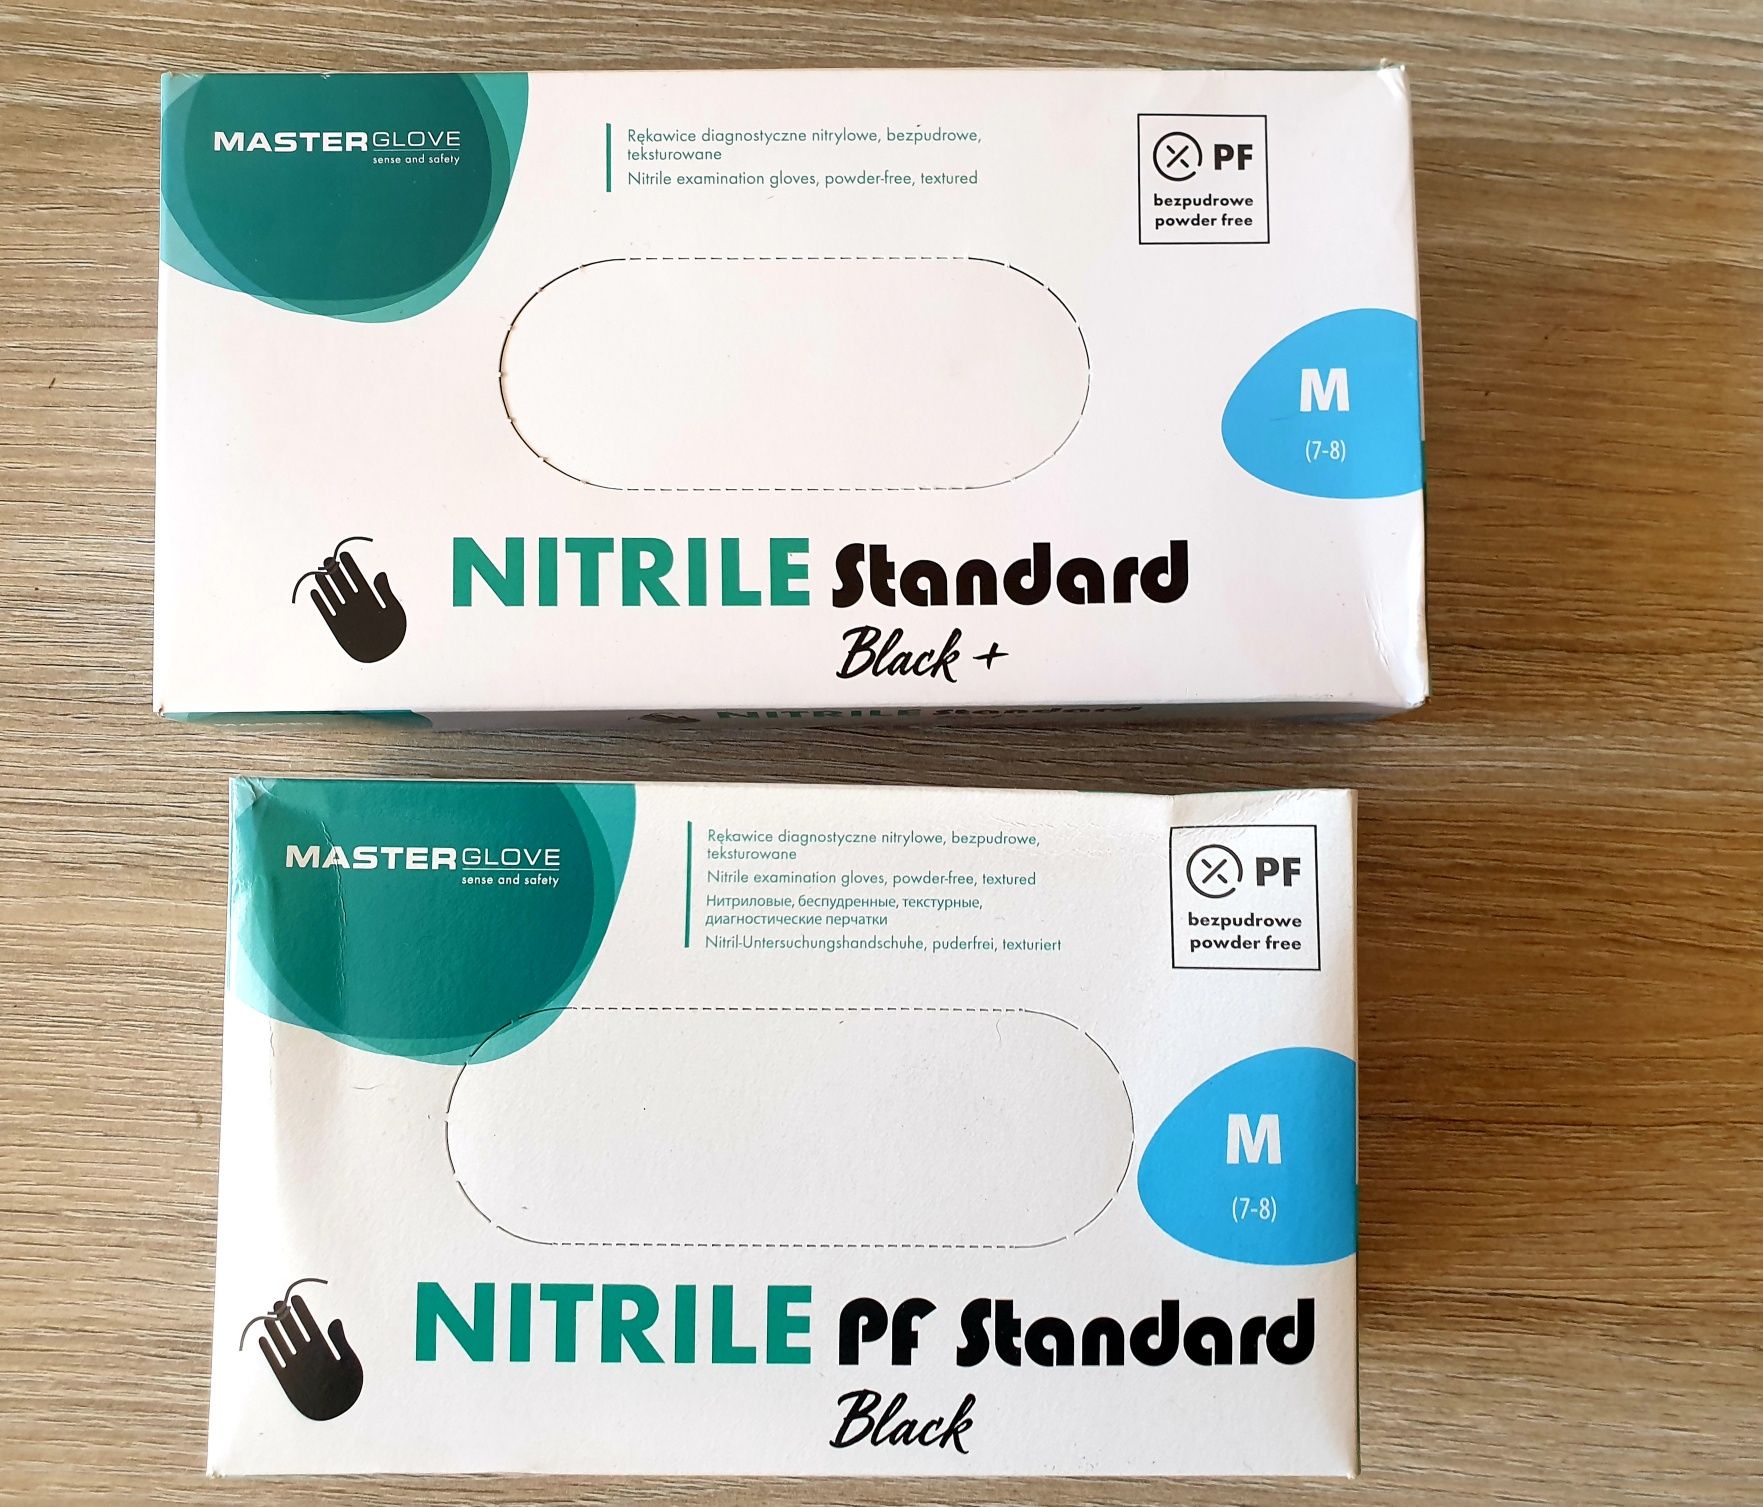 MASTERGLOVE
sense and safety
Rękawice diagnostyczne nitrylowe, bezpudrowe,
teksturowane
Nitrile examination gloves, powder-free, textured
PF
bezpudrowe
powder free
M
(7-8)
NITRILE Standard
Black +
NITRILE Standard
MASTERGLOVE
sense and safety
Rękawice diagnostyczne nitrylowe, bezpudrowe,
teksturowane
Nitrile examination gloves, powder-free, textured
Нитриловые, беспудренные, текстурные,
диагностические перчатки
Nitril-Untersuchungshandschuhe, puderfrei, texturiert
PF
bezpudrowe
powder free
M
(7-8)
NITRILE PF Standard
Black